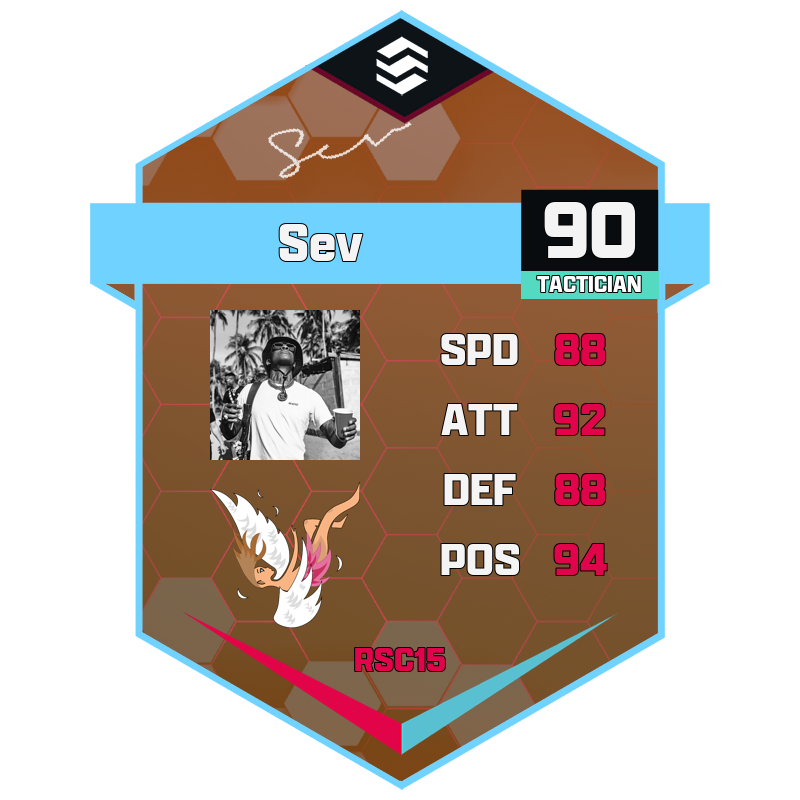 Sev
Sev
90
TACTICIAN
SPD 88
ATT 92
DEF 88
POS 94
RSC15